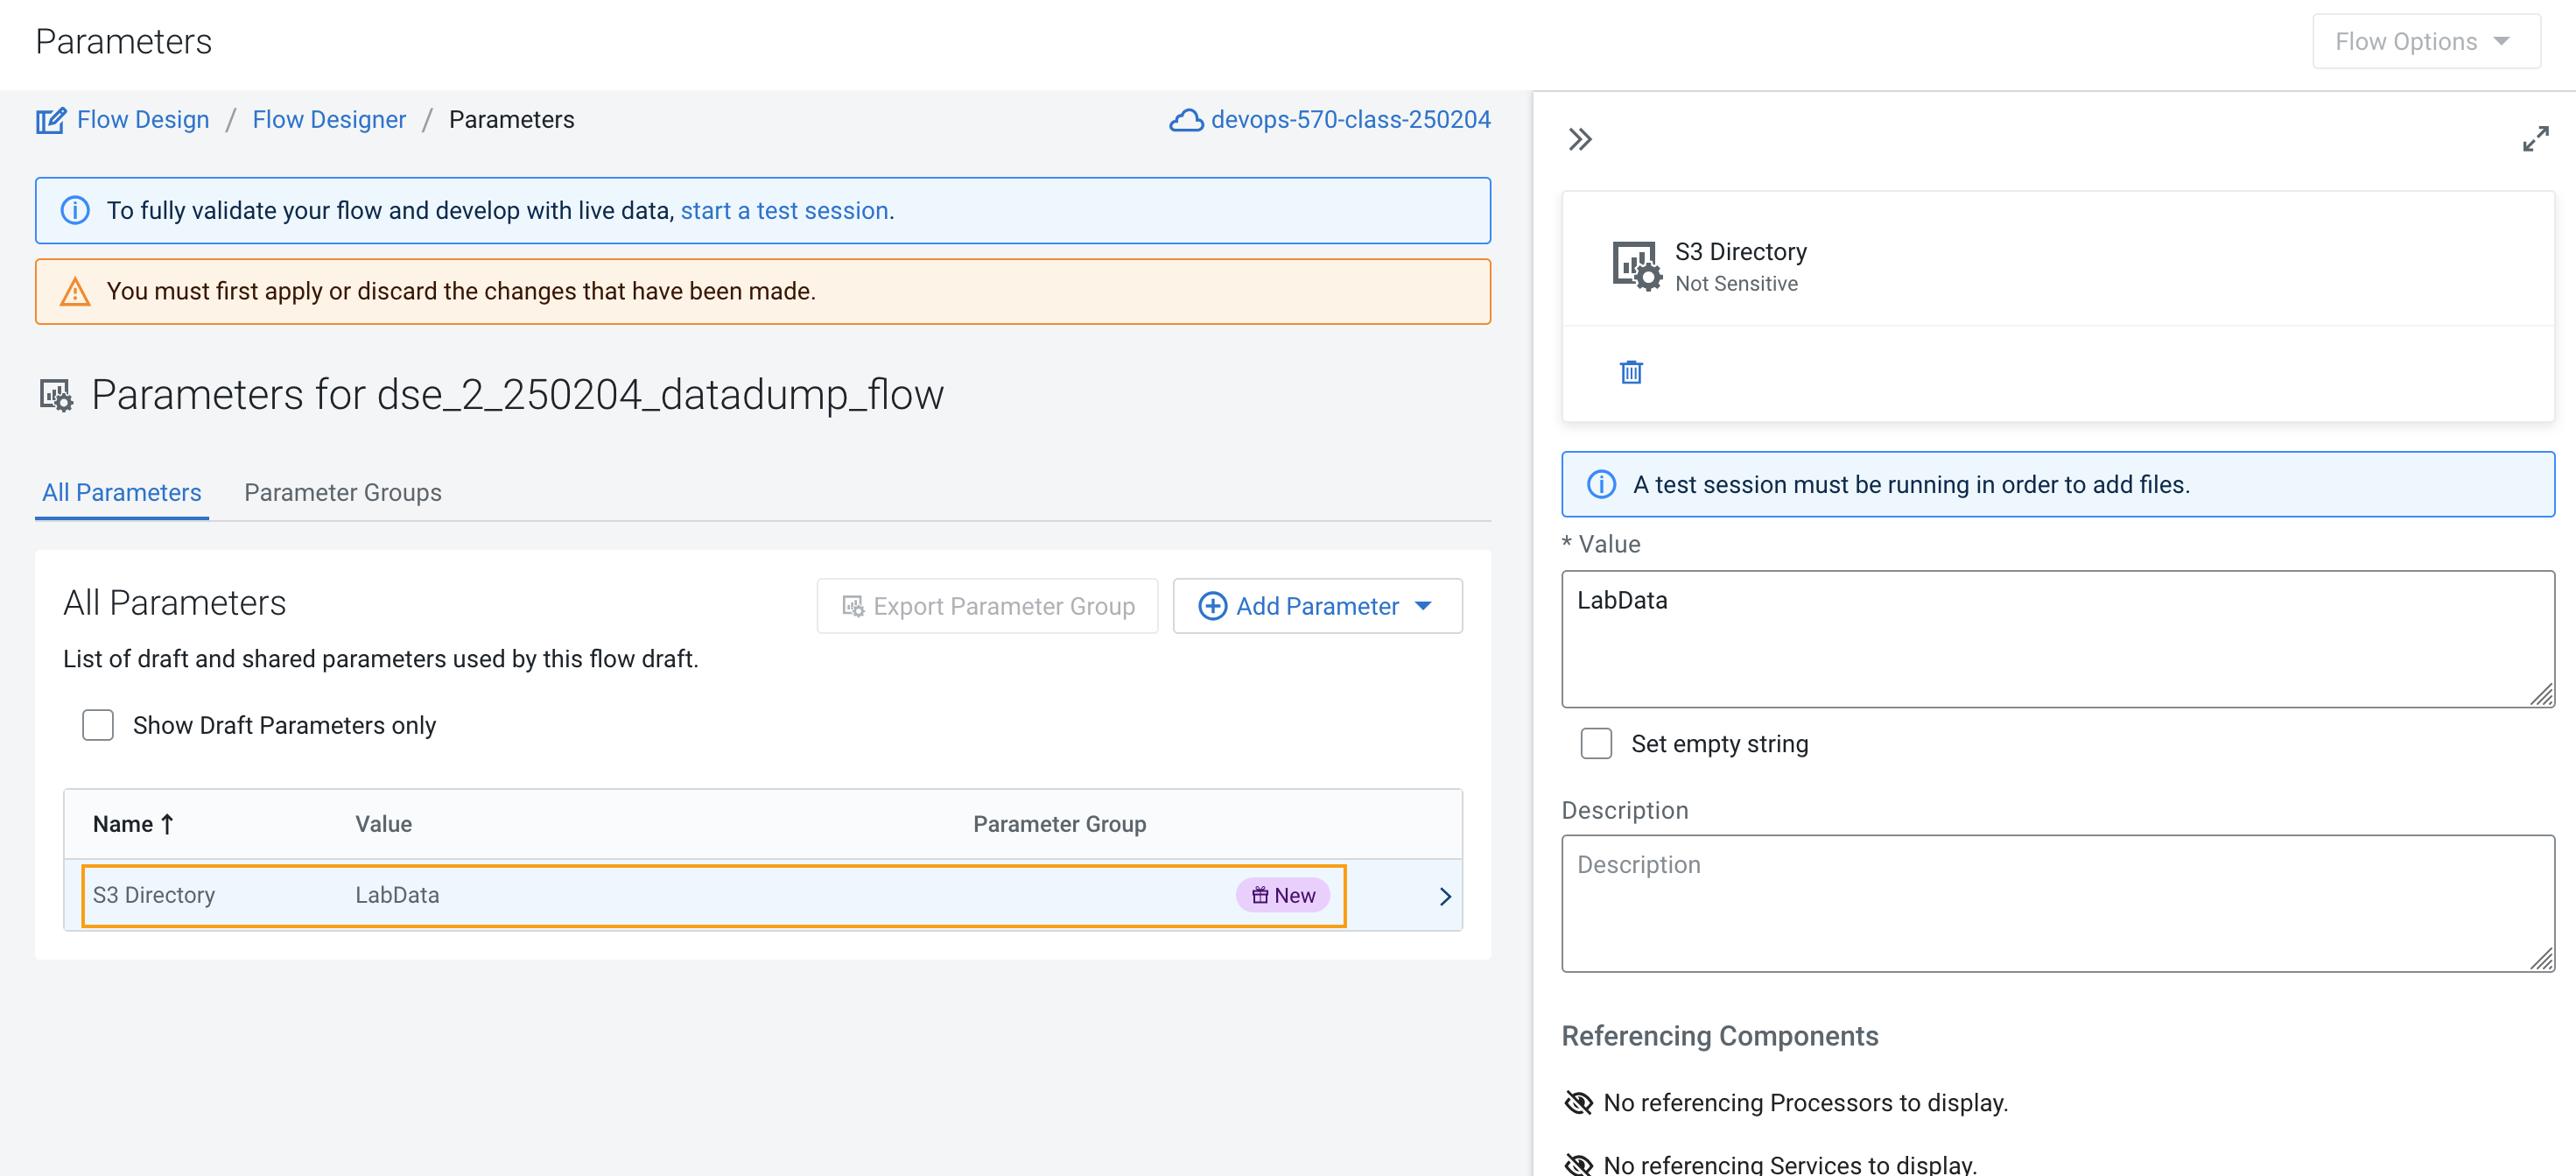 Parameters
Flow Options
Flow Design / Flow Designer / Parameters
devops-570-class-250204
To fully validate your flow and develop with live data, start a test session.
You must first apply or discard the changes that have been made.
Parameters for dse_2_250204_datadump_flow
All Parameters
Parameter Groups
All Parameters
Export Parameter Group
Add Parameter
List of draft and shared parameters used by this flow draft.
Show Draft Parameters only
Name ↑ Value Parameter Group
S3 Directory LabData New
S3 Directory
Not Sensitive
A test session must be running in order to add files.
* Value
LabData
Set empty string
Description
Description
Referencing Components
No referencing Processors to display.
No referencing Services to display.